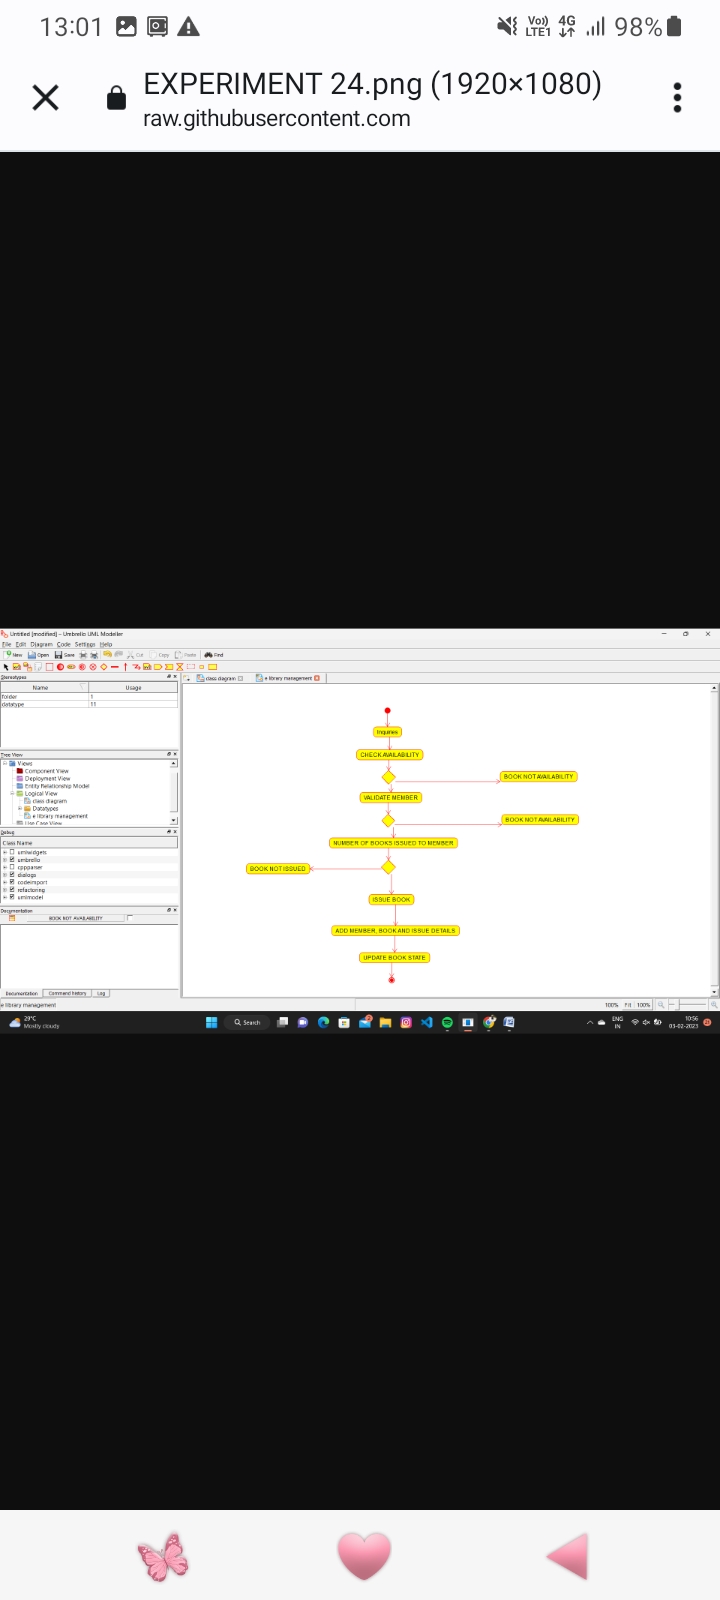 13:01
Vo)) 4G 98%
LTE1
EXPERIMENT 24.png (1920×1080)
raw.githubusercontent.com
Untitled [modified] - Umbrello UML Modeller
File Edit Diagram Code Settings Help
New Open Save Cut Copy Paste Find
Stereotypes
class diagram e library management
Name Usage
folder 1
datatype 11
Tree View
Views
Component View
Deployment View
Entity Relationship Model
Logical View
class diagram
Datatypes
e library management
Use Case View
Debug
Class Name
umlwidgets
umbrello
cppparser
dialogs
codeimport
refactoring
umlmodel
Documentation
BOOK NOT AVAILABILITY
Documentation Command history Log
Inquiries
CHECK AVAILABILITY
BOOK NOT AVAILABILITY
VALIDATE MEMBER
BOOK NOT AVAILABILITY
NUMBER OF BOOKS ISSUED TO MEMBER
BOOK NOT ISSUED
ISSUE BOOK
ADD MEMBER, BOOK AND ISSUE DETAILS
UPDATE BOOK STATE
e library management 100% Fit 100%
29°C
Mostly cloudy
Search
ENG
IN
10:56
03-02-2023